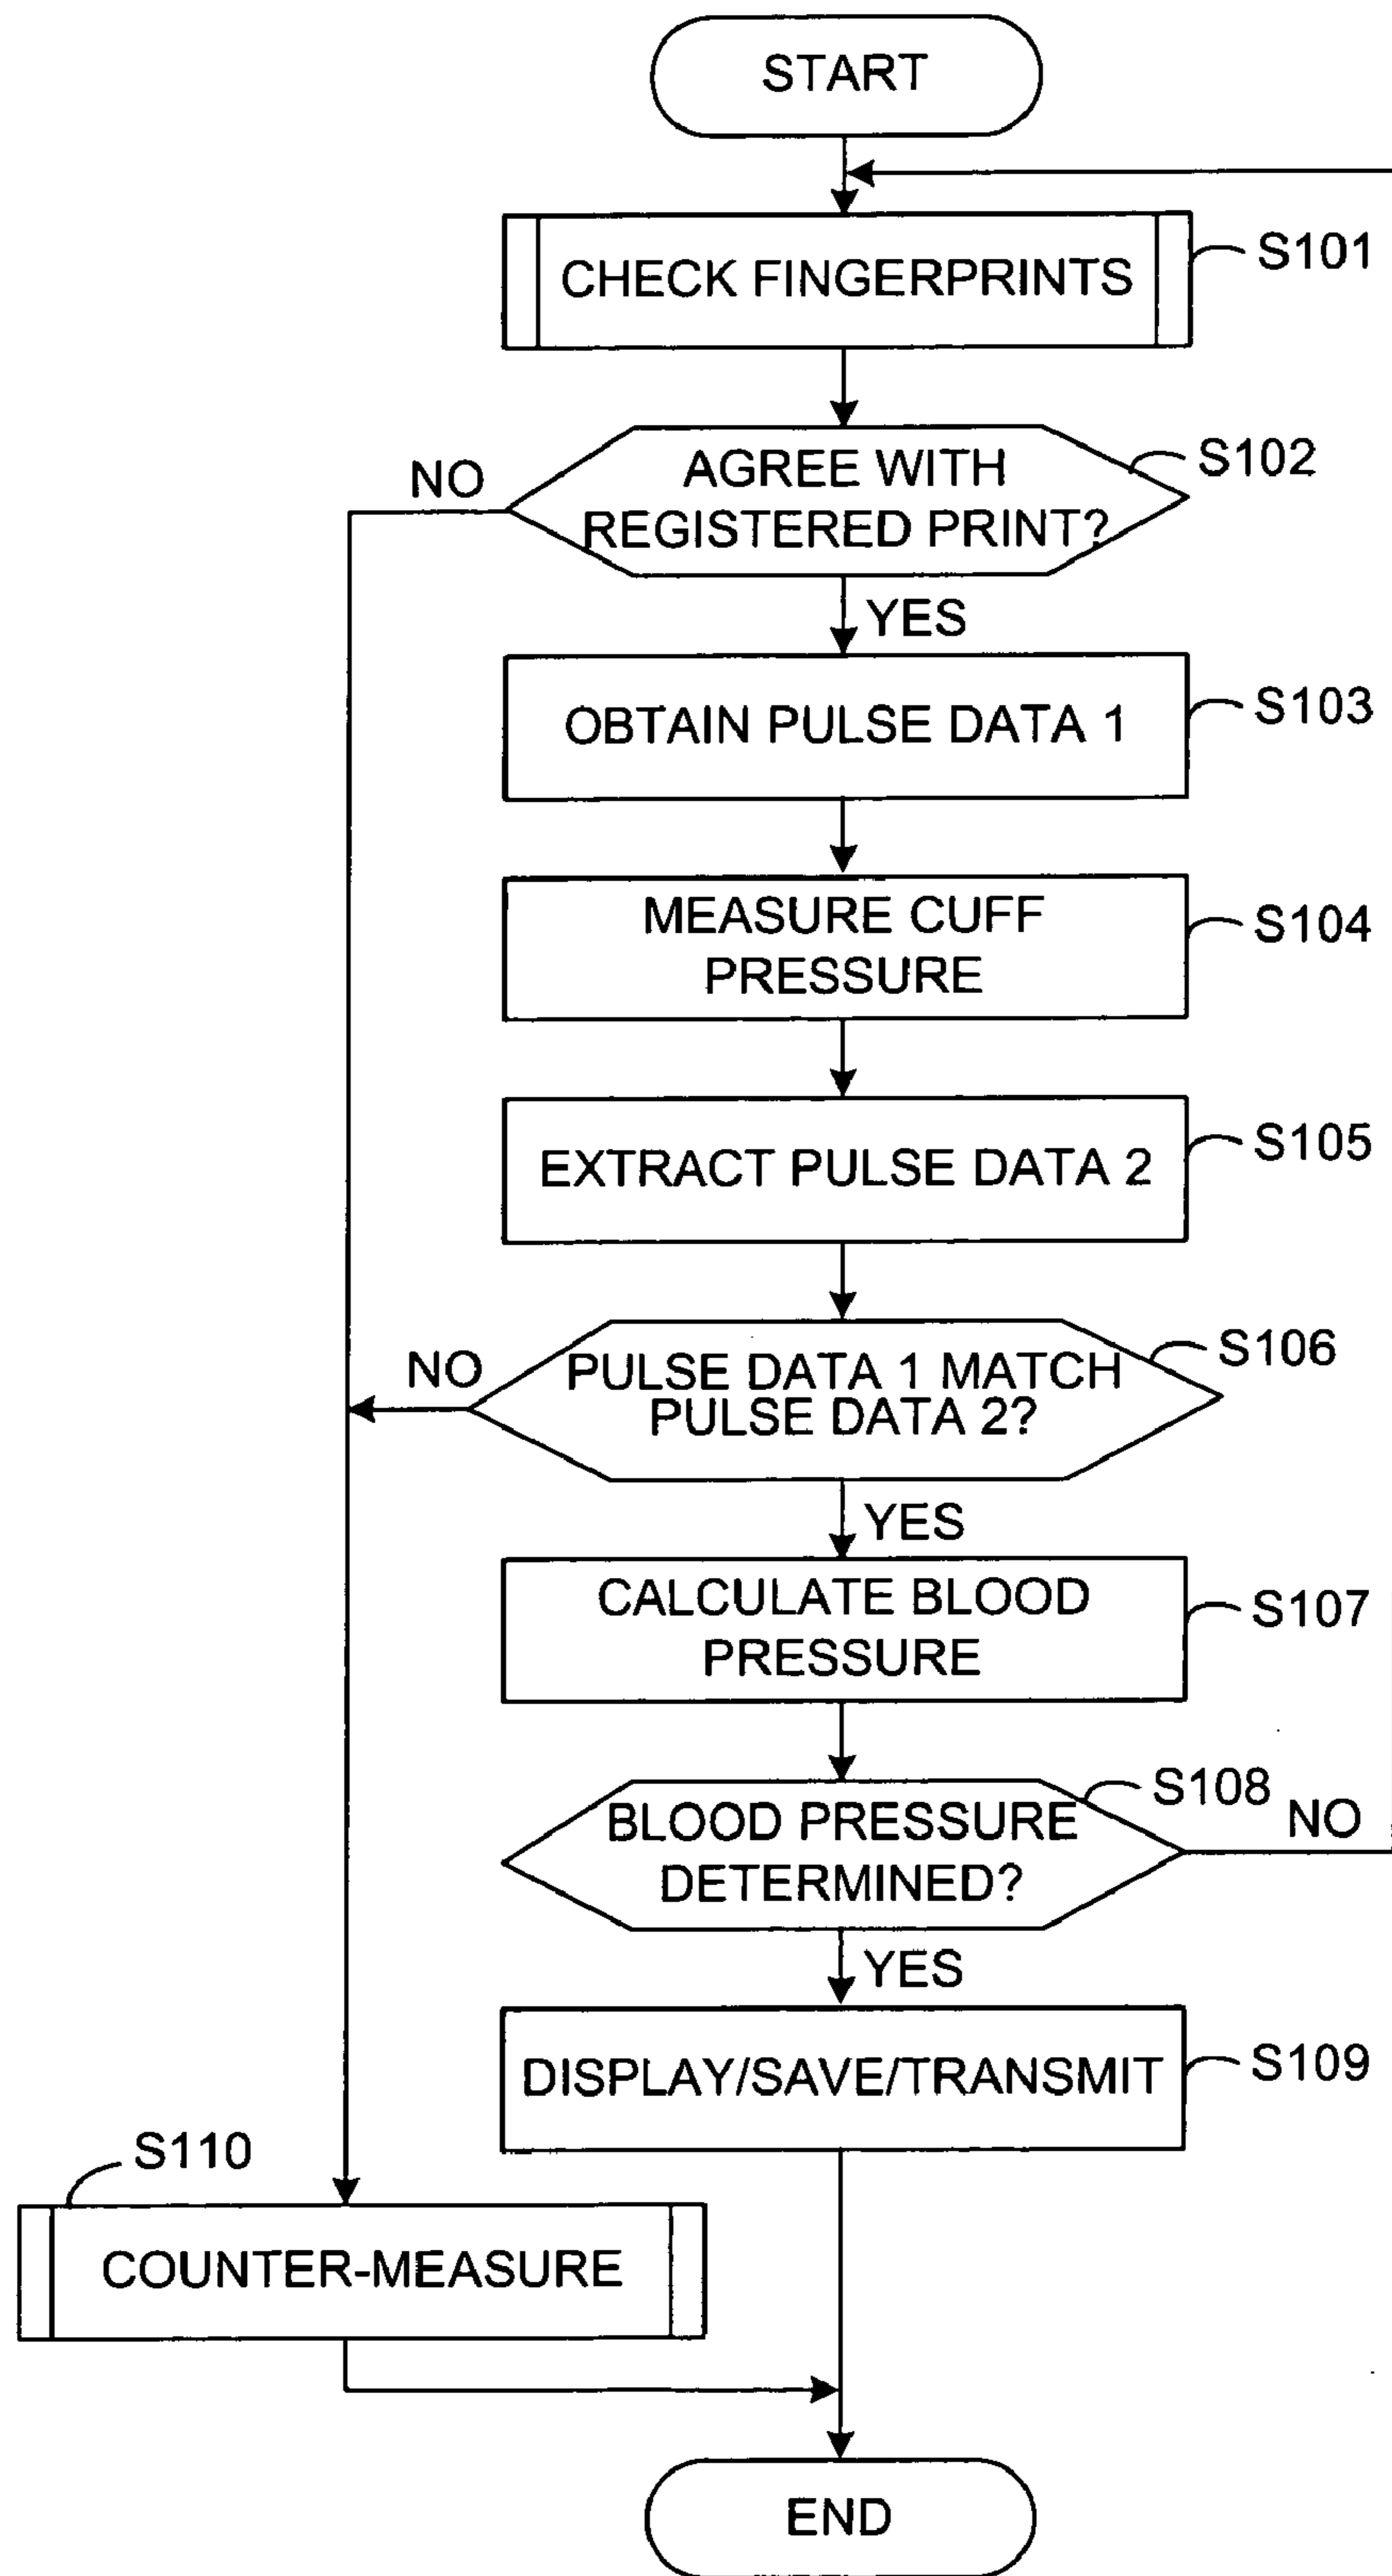 START
CHECK FINGERPRINTS
S101
AGREE WITH
REGISTERED PRINT?
S102
NO
YES
OBTAIN PULSE DATA 1
S103
MEASURE CUFF
PRESSURE
S104
EXTRACT PULSE DATA 2
S105
PULSE DATA 1 MATCH
PULSE DATA 2?
S106
NO
YES
CALCULATE BLOOD
PRESSURE
S107
BLOOD PRESSURE
DETERMINED?
S108
NO
YES
DISPLAY/SAVE/TRANSMIT
S109
S110
COUNTER-MEASURE
END